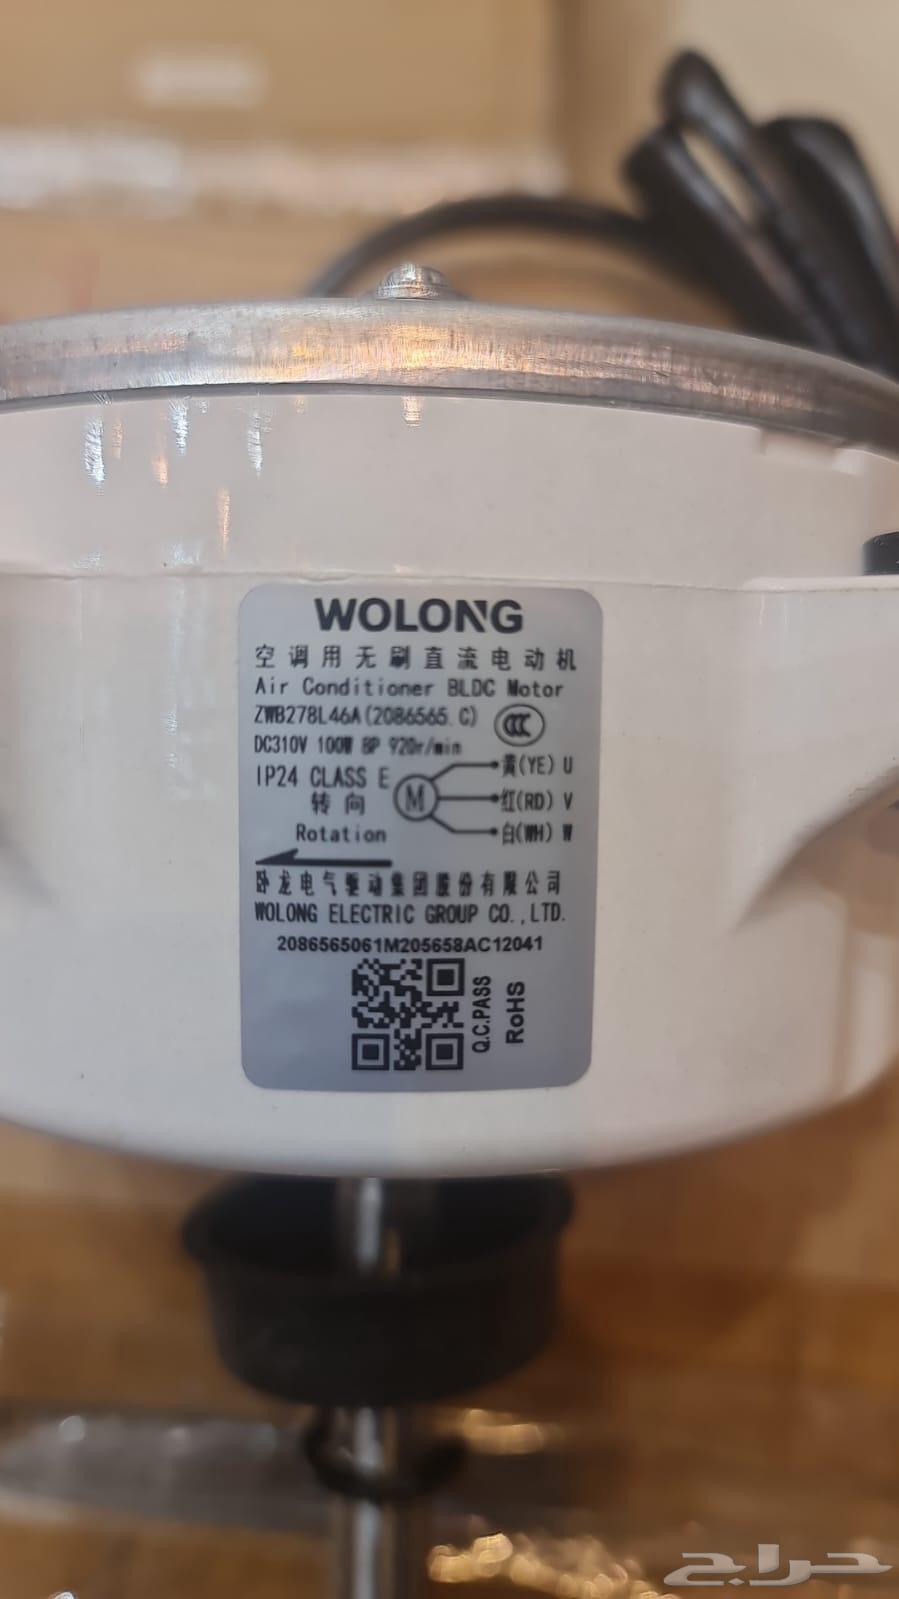 WOLONG
空调用无刷直流电动机
Air Conditioner BLDC Motor
ZWB278L46A(2086565.C)
CCC
DC310V 100W 8P 920r/min
IP24 CLASS E
转向
Rotation
M
黄(YE) U
红(RD) V
白(WH) W
卧龙电气驱动集团股份有限公司
WOLONG ELECTRIC GROUP CO.,LTD.
2086565061M205658AC12041
Q.C.PASS
RoHS
حراج